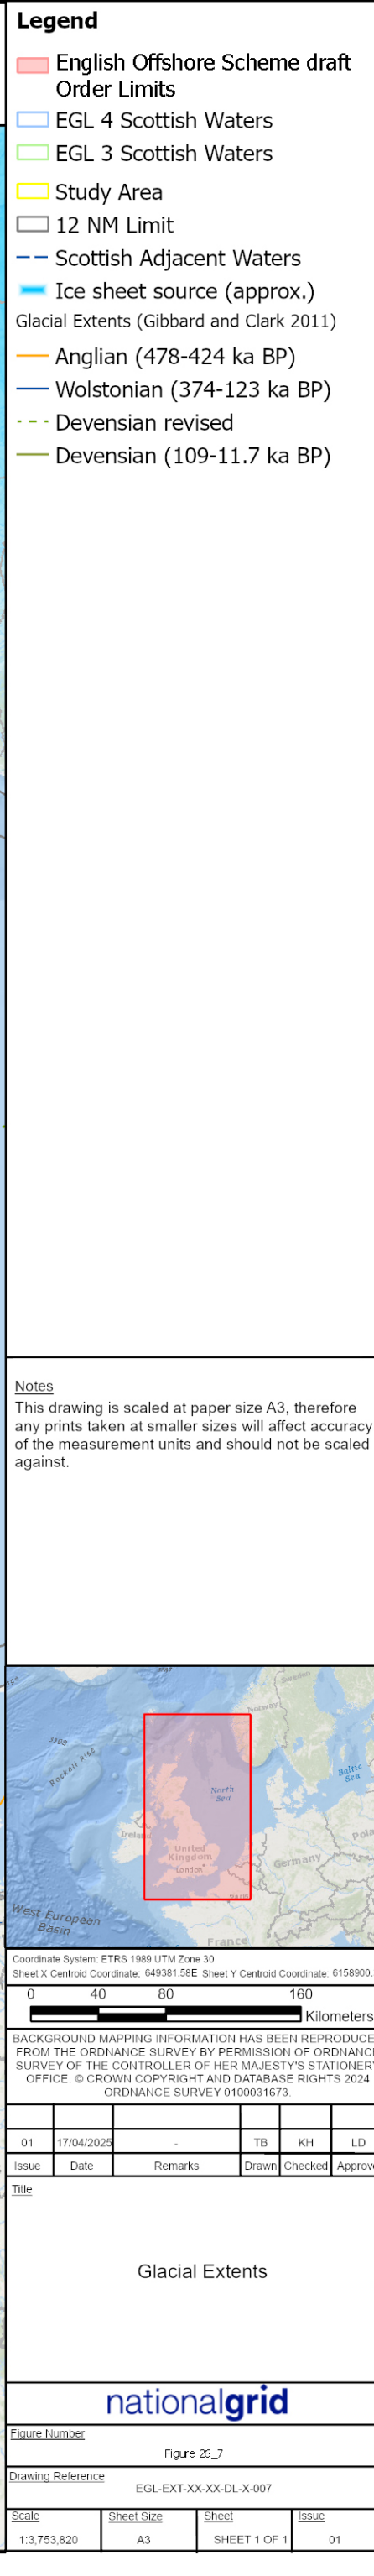 Legend
English Offshore Scheme draft
Order Limits
EGL 4 Scottish Waters
EGL 3 Scottish Waters
Study Area
12 NM Limit
Scottish Adjacent Waters
Ice sheet source (approx.)
Glacial Extents (Gibbard and Clark 2011)
Anglian (478-424 ka BP)
Wolstonian (374-123 ka BP)
Devensian revised
Devensian (109-11.7 ka BP)
Notes
This drawing is scaled at paper size A3, therefore
any prints taken at smaller sizes will affect accuracy
of the measurement units and should not be scaled
against.
Sweden
Norway
Rockall Rise
North
Sea
Baltic
Sea
Ireland
United
Kingdom
London
Germany
Pola
Paris
West European
Basin
France
Coordinate System: ETRS 1989 UTM Zone 30
Sheet X Centroid Coordinate: 649381.58E Sheet Y Centroid Coordinate: 6158900.
0 40 80 160
Kilometers
BACKGROUND MAPPING INFORMATION HAS BEEN REPRODUCE
FROM THE ORDNANCE SURVEY BY PERMISSION OF ORDNANC
SURVEY OF THE CONTROLLER OF HER MAJESTY'S STATIONER
OFFICE. © CROWN COPYRIGHT AND DATABASE RIGHTS 2024
ORDNANCE SURVEY 0100031673.
01 17/04/2025 - TB KH LD
Issue Date Remarks Drawn Checked Approv
Title
Glacial Extents
nationalgrid
Figure Number
Figure 26_7
Drawing Reference
EGL-EXT-XX-XX-DL-X-007
Scale Sheet Size Sheet Issue
1:3,753,820 A3 SHEET 1 OF 1 01